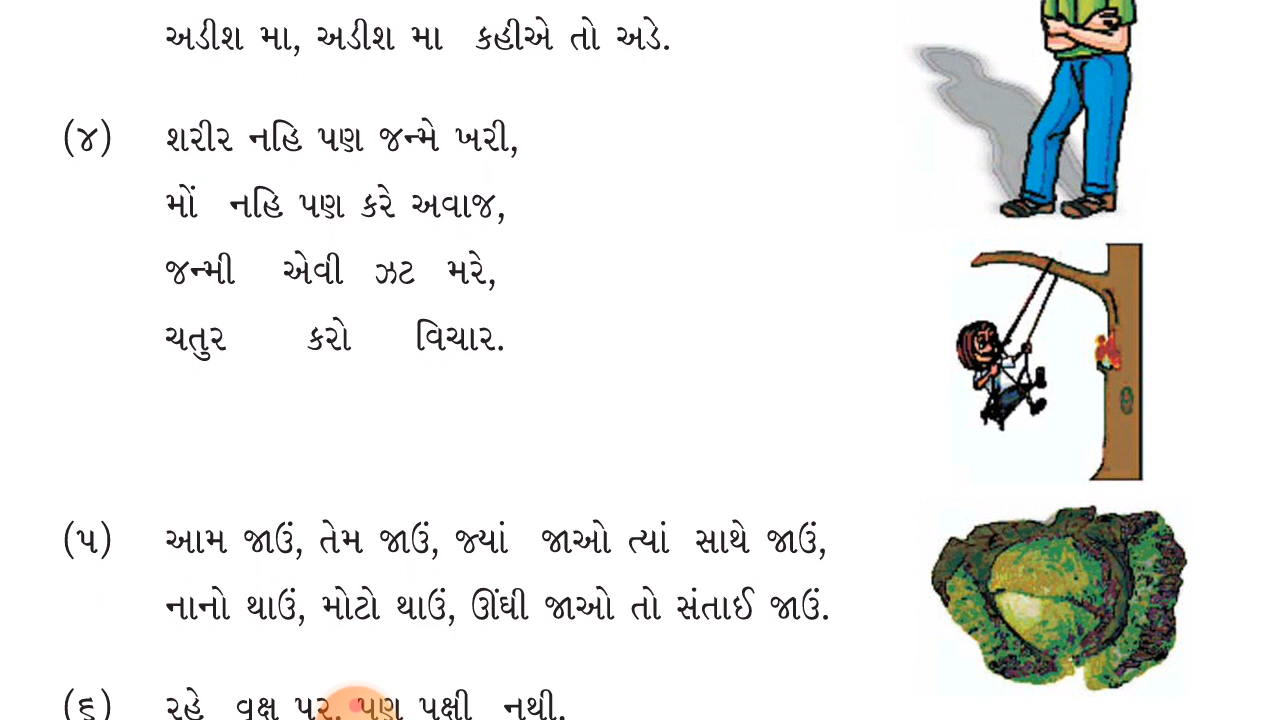 અડીશ મા, અડીશ મા કહીએ તો અડે.
(૪) શરીર નહિ પણ જન્મે ખરી,
મોં નહિ પણ કરે અવાજ,
જન્મી એવી ઝટ મરે,
ચતુર કરો વિચાર.
(૫) આમ જાઉં, તેમ જાઉં, જ્યાં જાઓ ત્યાં સાથે જાઉં,
નાનો થાઉં, મોટો થાઉં, ઊંઘી જાઓ તો સંતાઈ જાઉં.
(૬) રહે વૃક્ષ પર, પણ પક્ષી નથી.